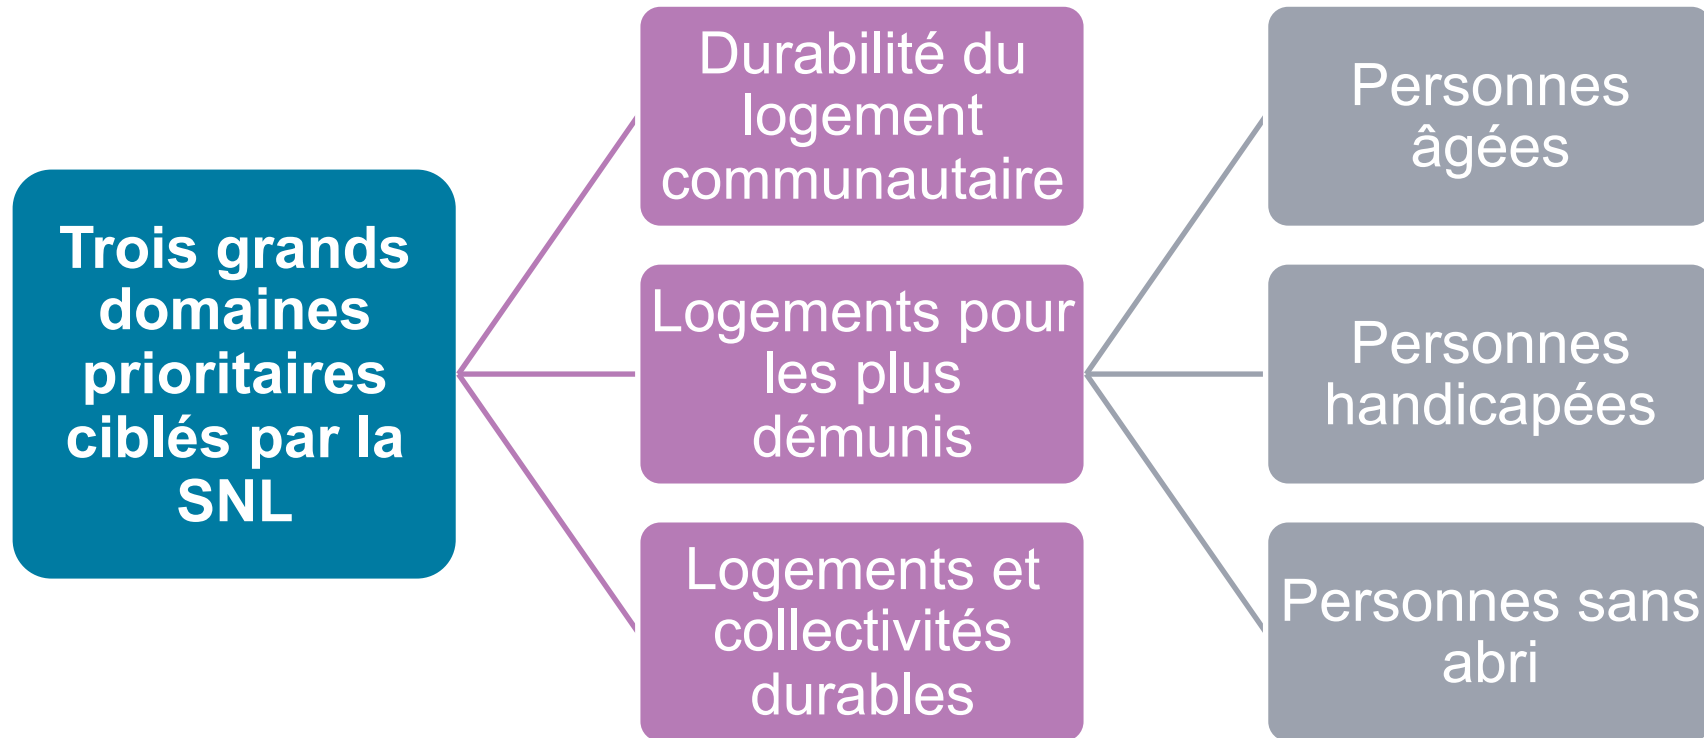 Trois grands
domaines
prioritaires
ciblés par la
SNL
Durabilité du
logement
communautaire
Logements pour
les plus
démunis
Logements et
collectivités
durables
Personnes
âgées
Personnes
handicapées
Personnes sans
abri